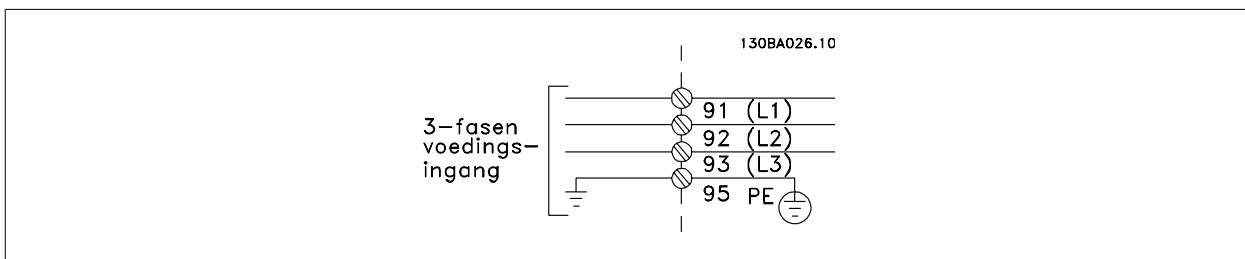 130BA026.10
3-fasen
voedings-
ingang
91 (L1)
92 (L2)
93 (L3)
95 PE